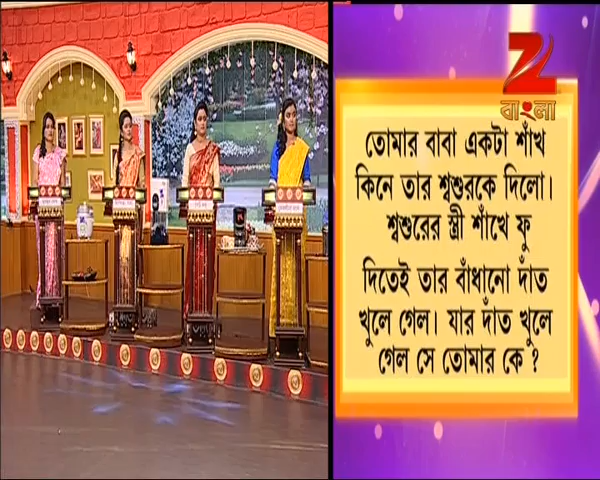 Z
বাংলা
তোমার বাবা একটা শাঁখ
কিনে তার শ্বশুরকে দিলো।
শ্বশুরের স্ত্রী শাঁখে ফু
দিতেই তার বাঁধানো দাঁত
খুলে গেল। যার দাঁত খুলে
গেল সে তোমার কে ?